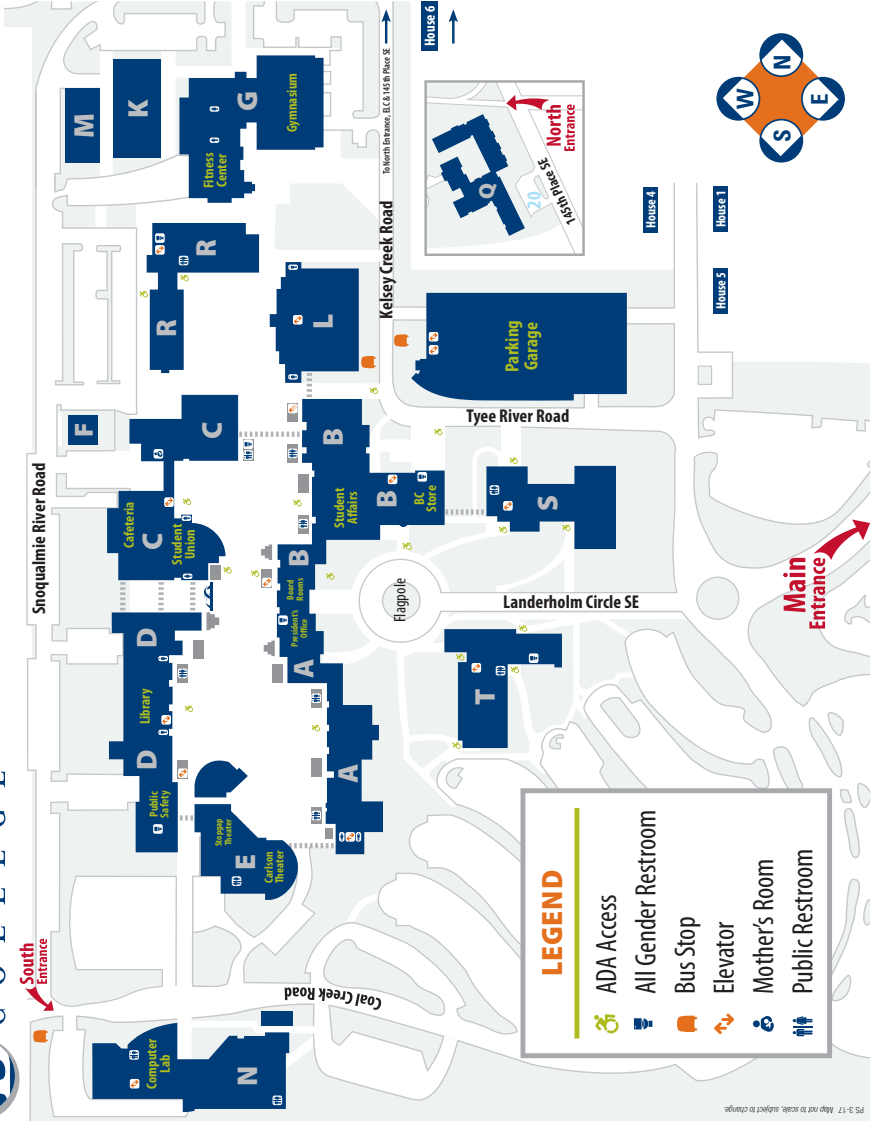 COLLEGE
South
Entrance
Snoqualmie River Road
M
K
G
Gymnasium
Fitness
Center
R
R
F
C
Cafeteria
C
Student
Union
D
Library
D
Public
Safety
Stopgap
Theater
E
Carlson
Theater
Computer
Lab
N
Coal Creek Road
L
B
Student
Affairs
B
BC
Store
B
Board
Rooms
President's
Office
A
A
Flagpole
S
T
Landerholm Circle SE
Tyee River Road
Parking
Garage
Kelsey Creek Road
To North Entrance, ELC & 145th Place SE
House 6
Q
20
North
Entrance
145th Place SE
House 4
House 1
House 5
W
N
S
E
Main
Entrance
LEGEND
ADA Access
All Gender Restroom
Bus Stop
Elevator
Mother's Room
Public Restroom
PS 3-17 Map not to scale, subject to change.